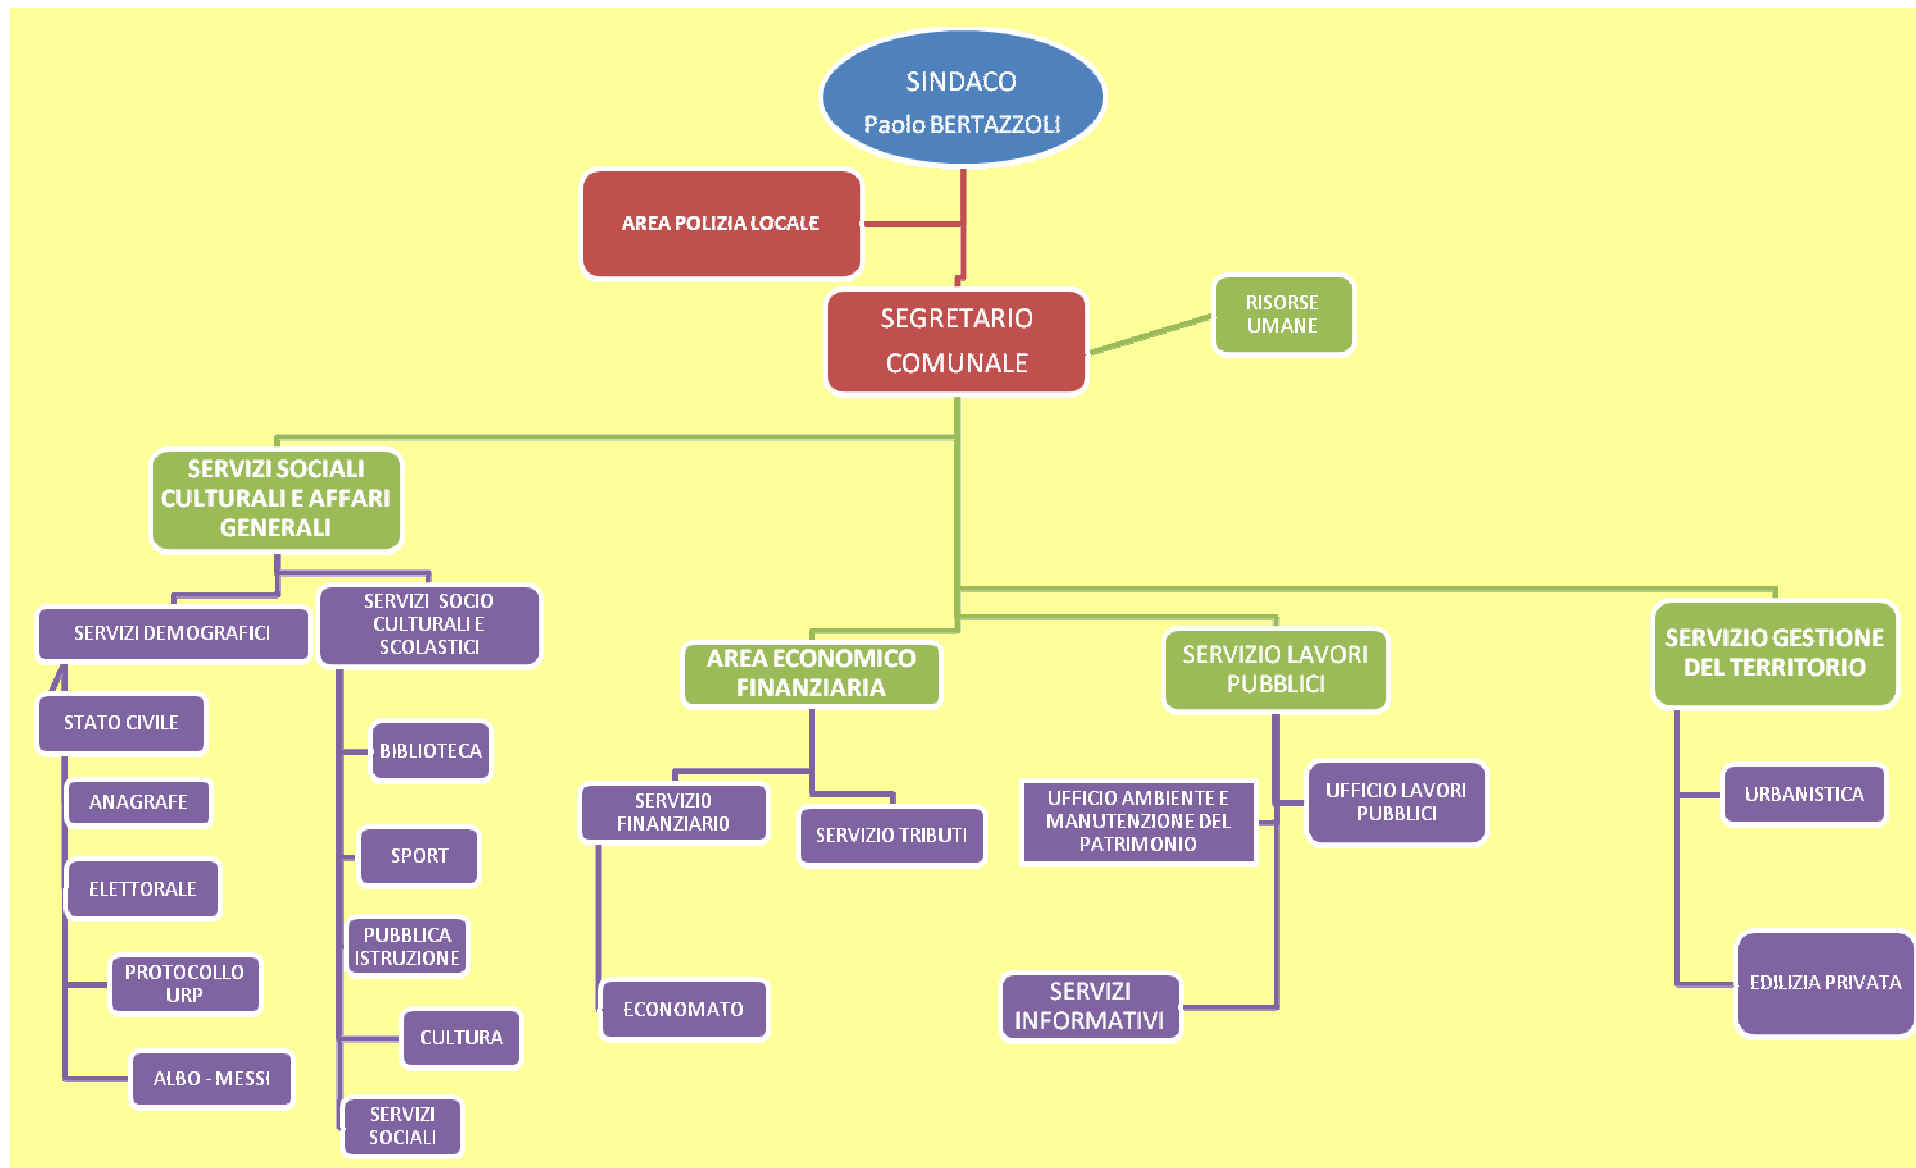 SINDACO
Paolo BERTAZZOLI
AREA POLIZIA LOCALE
SEGRETARIO
COMUNALE
RISORSE
UMANE
SERVIZI SOCIALI
CULTURALI E AFFARI
GENERALI
SERVIZI DEMOGRAFICI
STATO CIVILE
ANAGRAFE
ELETTORALE
PROTOCOLLO
URP
ALBO - MESSI
SERVIZI SOCIO
CULTURALI E
SCOLASTICI
BIBLIOTECA
SPORT
PUBBLICA
ISTRUZIONE
CULTURA
SERVIZI
SOCIALI
AREA ECONOMICO
FINANZIARIA
SERVIZI0
FINANZIARI0
SERVIZIO TRIBUTI
ECONOMATO
SERVIZIO LAVORI
PUBBLICI
UFFICIO AMBIENTE E
MANUTENZIONE DEL
PATRIMONIO
UFFICIO LAVORI
PUBBLICI
SERVIZI
INFORMATIVI
SERVIZIO GESTIONE
DEL TERRITORIO
URBANISTICA
EDILIZIA PRIVATA